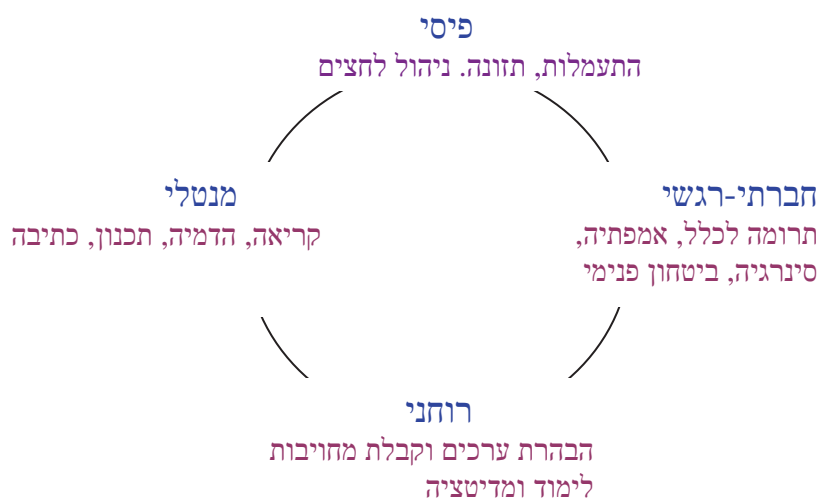 פיסי
התעמלות, תזונה. ניהול לחצים
חברתי-רגשי
תרומה לכלל, אמפתיה,
סינרגיה, ביטחון פנימי
מנטלי
קריאה, הדמיה, תכנון, כתיבה
רוחני
הבהרת ערכים וקבלת מחויבות
לימוד ומדיטציה